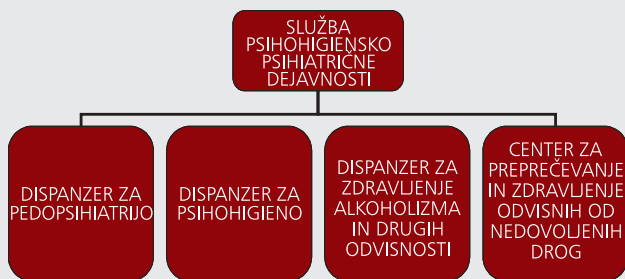 SLUŽBA
PSIHOHIGIENSKO
PSIHIATRIČNE
DEJAVNOSTI
DISPANZER ZA
PEDOPSIHIATRIJO
DISPANZER ZA
PSIHOHIGIENO
DISPANZER ZA
ZDRAVLJENJE
ALKOHOLIZMA
IN DRUGIH
ODVISNOSTI
CENTER ZA
PREPREČEVANJE
IN ZDRAVLJENJE
ODVISNIH OD
NEDOVOLJENIH
DROG